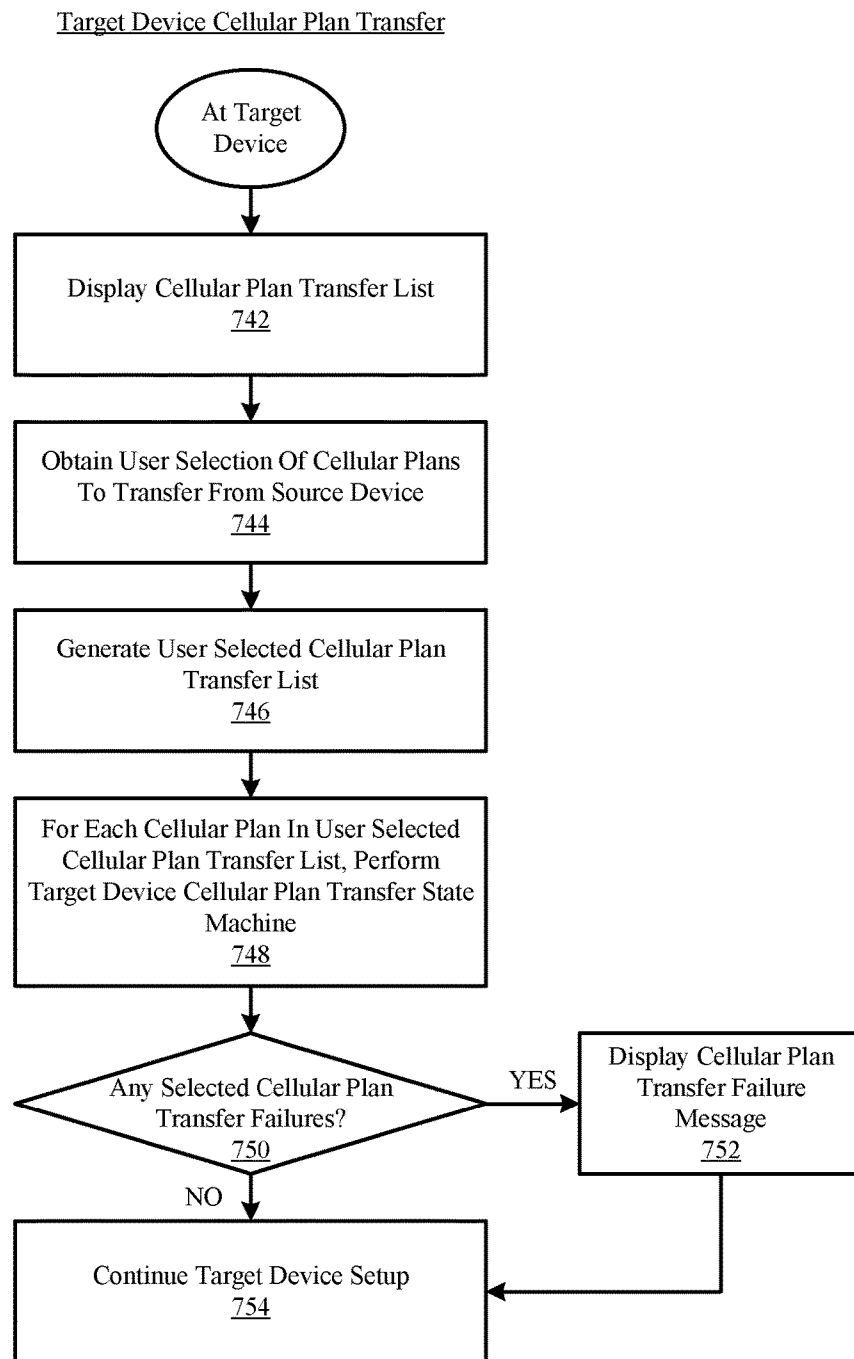 Target Device Cellular Plan Transfer
At Target
Device
Display Cellular Plan Transfer List
742
Obtain User Selection Of Cellular Plans
To Transfer From Source Device
744
Generate User Selected Cellular Plan
Transfer List
746
For Each Cellular Plan In User Selected
Cellular Plan Transfer List, Perform
Target Device Cellular Plan Transfer State
Machine
748
Any Selected Cellular Plan
Transfer Failures?
750
YES
Display Cellular Plan
Transfer Failure
Message
752
NO
Continue Target Device Setup
754